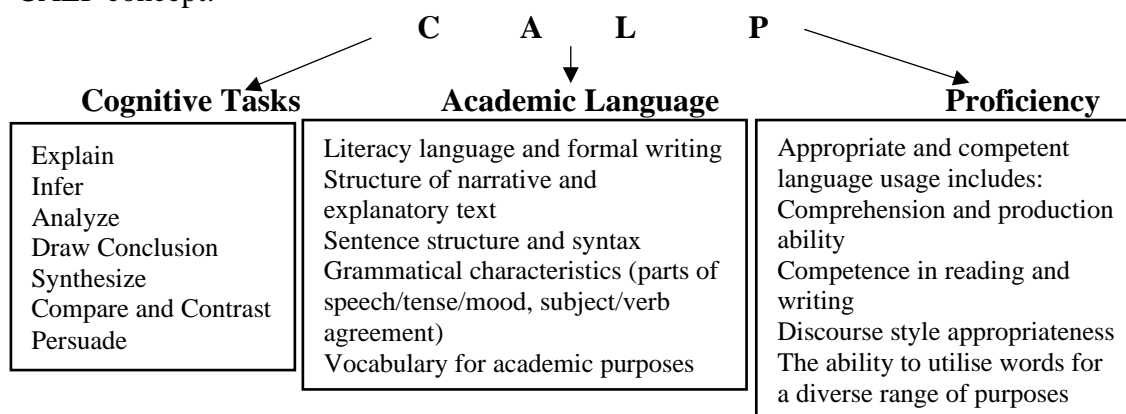 C A L P
Cognitive Tasks
Explain
Infer
Analyze
Draw Conclusion
Synthesize
Compare and Contrast
Persuade
Academic Language
Literacy language and formal writing
Structure of narrative and
explanatory text
Sentence structure and syntax
Grammatical characteristics (parts of
speech/tense/mood, subject/verb
agreement)
Vocabulary for academic purposes
Proficiency
Appropriate and competent
language usage includes:
Comprehension and production
ability
Competence in reading and
writing
Discourse style appropriateness
The ability to utilise words for
a diverse range of purposes